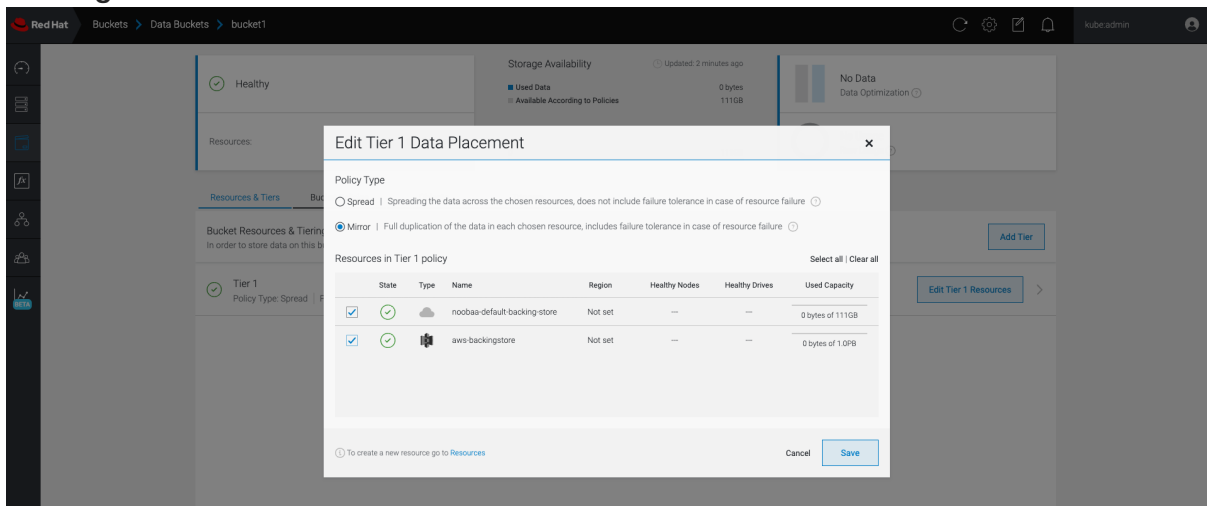 Red Hat Buckets > Data Buckets > bucket1 kube:admin
Healthy
Storage Availability Updated: 2 minutes ago
Used Data 0 bytes
Available According to Policies 111GB
No Data
Data Optimization
Resources:
Edit Tier 1 Data Placement
Policy Type
Spread | Spreading the data across the chosen resources, does not include failure tolerance in case of resource failure
Mirror | Full duplication of the data in each chosen resource, includes failure tolerance in case of resource failure
Resources in Tier 1 policy Select all | Clear all
State Type Name Region Healthy Nodes Healthy Drives Used Capacity
noobaa-default-backing-store Not set — — 0 bytes of 111GB
aws-backingstore Not set — — 0 bytes of 1.0PB
To create a new resource go to Resources
Cancel Save
Resources & Tiers Buc
Bucket Resources & Tiering
In order to store data on this b
Add Tier
Tier 1
Policy Type: Spread
Edit Tier 1 Resources
BETA